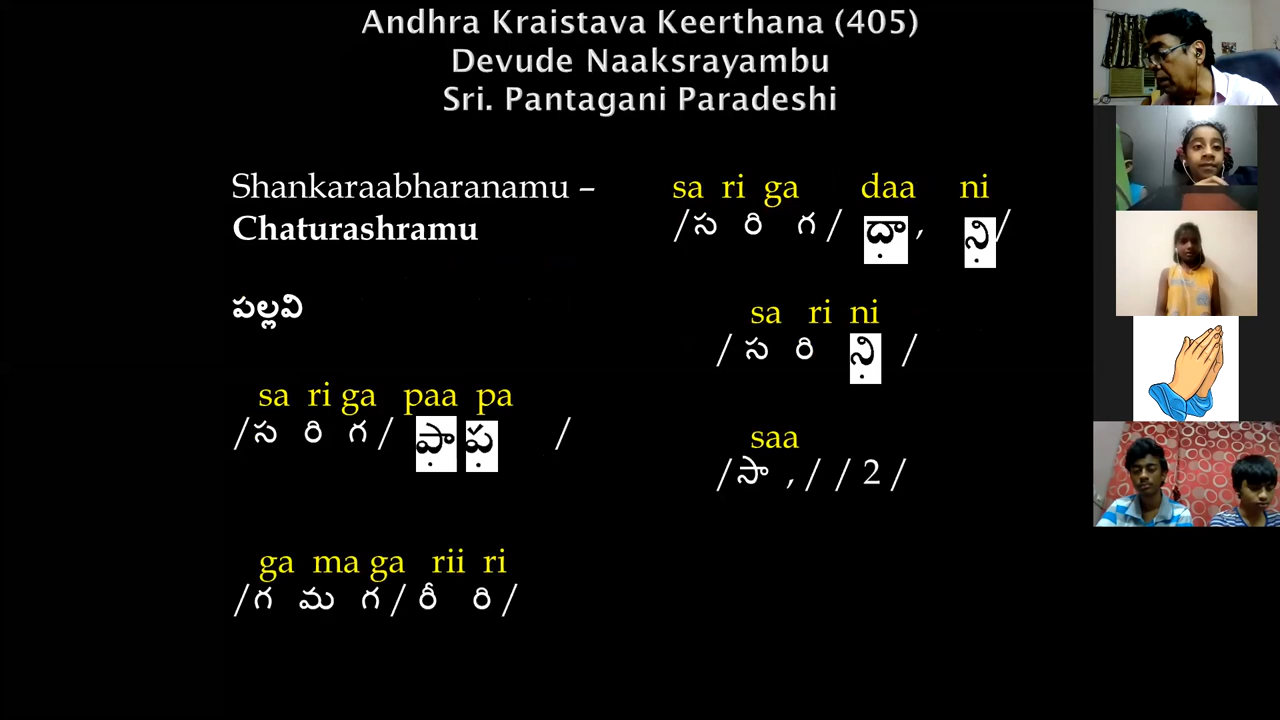 Andhra Kraistava Keerthana (405)
Devude Naaksrayambu
Sri. Pantagani Paradeshi
Shankaraabharanamu –
Chaturashramu
పల్లవి
sa ri ga paa pa
/స రి గ/ పా̣ ప̣ /
ga ma ga rii ri
/గ మ గ/ రీ రి/
sa ri ga daa ni
/స రి గ/ ధా̣ , ని̣/
sa ri ni
/ స రి ని̣ /
saa
/సా ,/ / 2 /